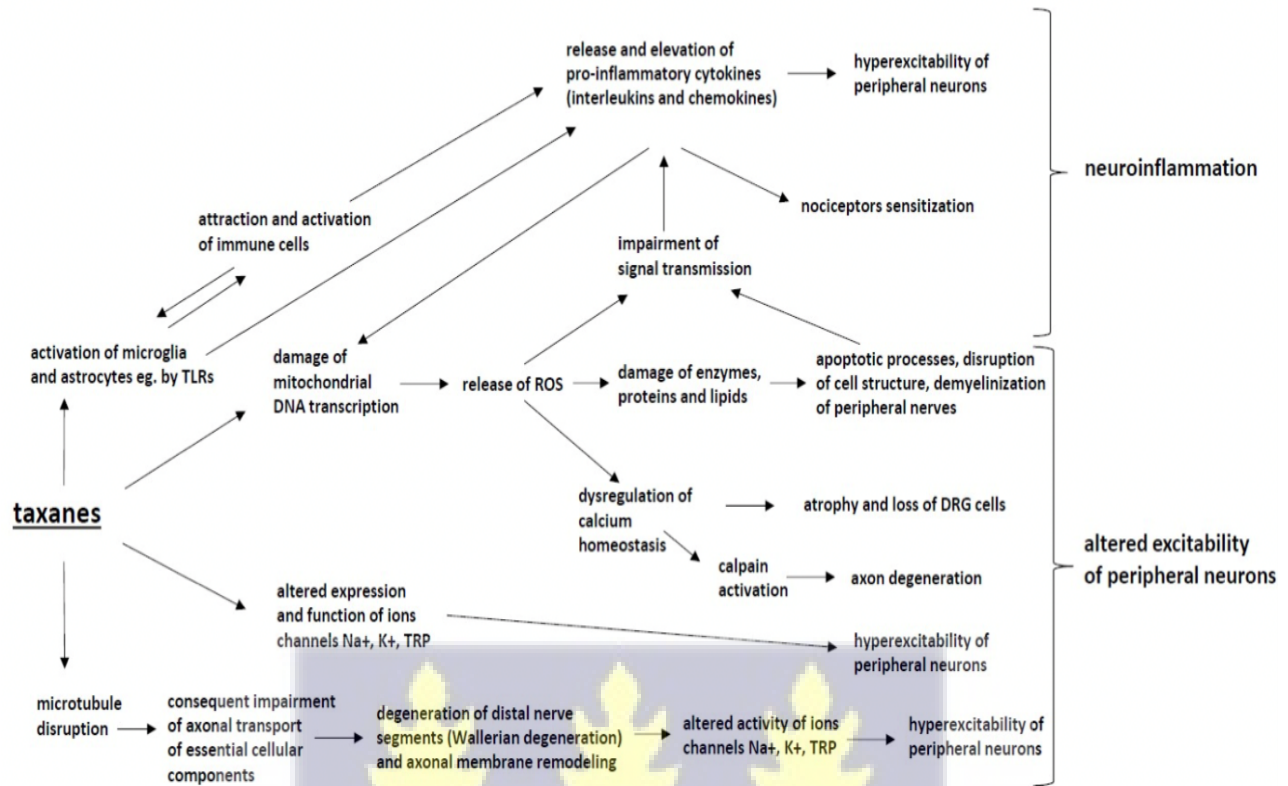 release and elevation of
pro-inflammatory cytokines
(interleukins and chemokines)
hyperexcitability of
peripheral neurons
neuroinflammation
attraction and activation
of immune cells
nociceptors sensitization
impairment of
signal transmission
activation of microglia
and astrocytes eg. by TLRs
damage of
mitochondrial
DNA transcription
release of ROS
damage of enzymes,
proteins and lipids
apoptotic processes, disruption
of cell structure, demyelinization
of peripheral nerves
taxanes
dysregulation of
calcium
homeostasis
atrophy and loss of DRG cells
calpain
activation
axon degeneration
altered excitability
of peripheral neurons
altered expression
and function of ions
channels Na+, K+, TRP
hyperexcitability of
peripheral neurons
microtubule
disruption
consequent impairment
of axonal transport
of essential cellular
components
degeneration of distal nerve
segments (Wallerian degeneration)
and axonal membrane remodeling
altered activity of ions
channels Na+, K+, TRP
hyperexcitability of
peripheral neurons